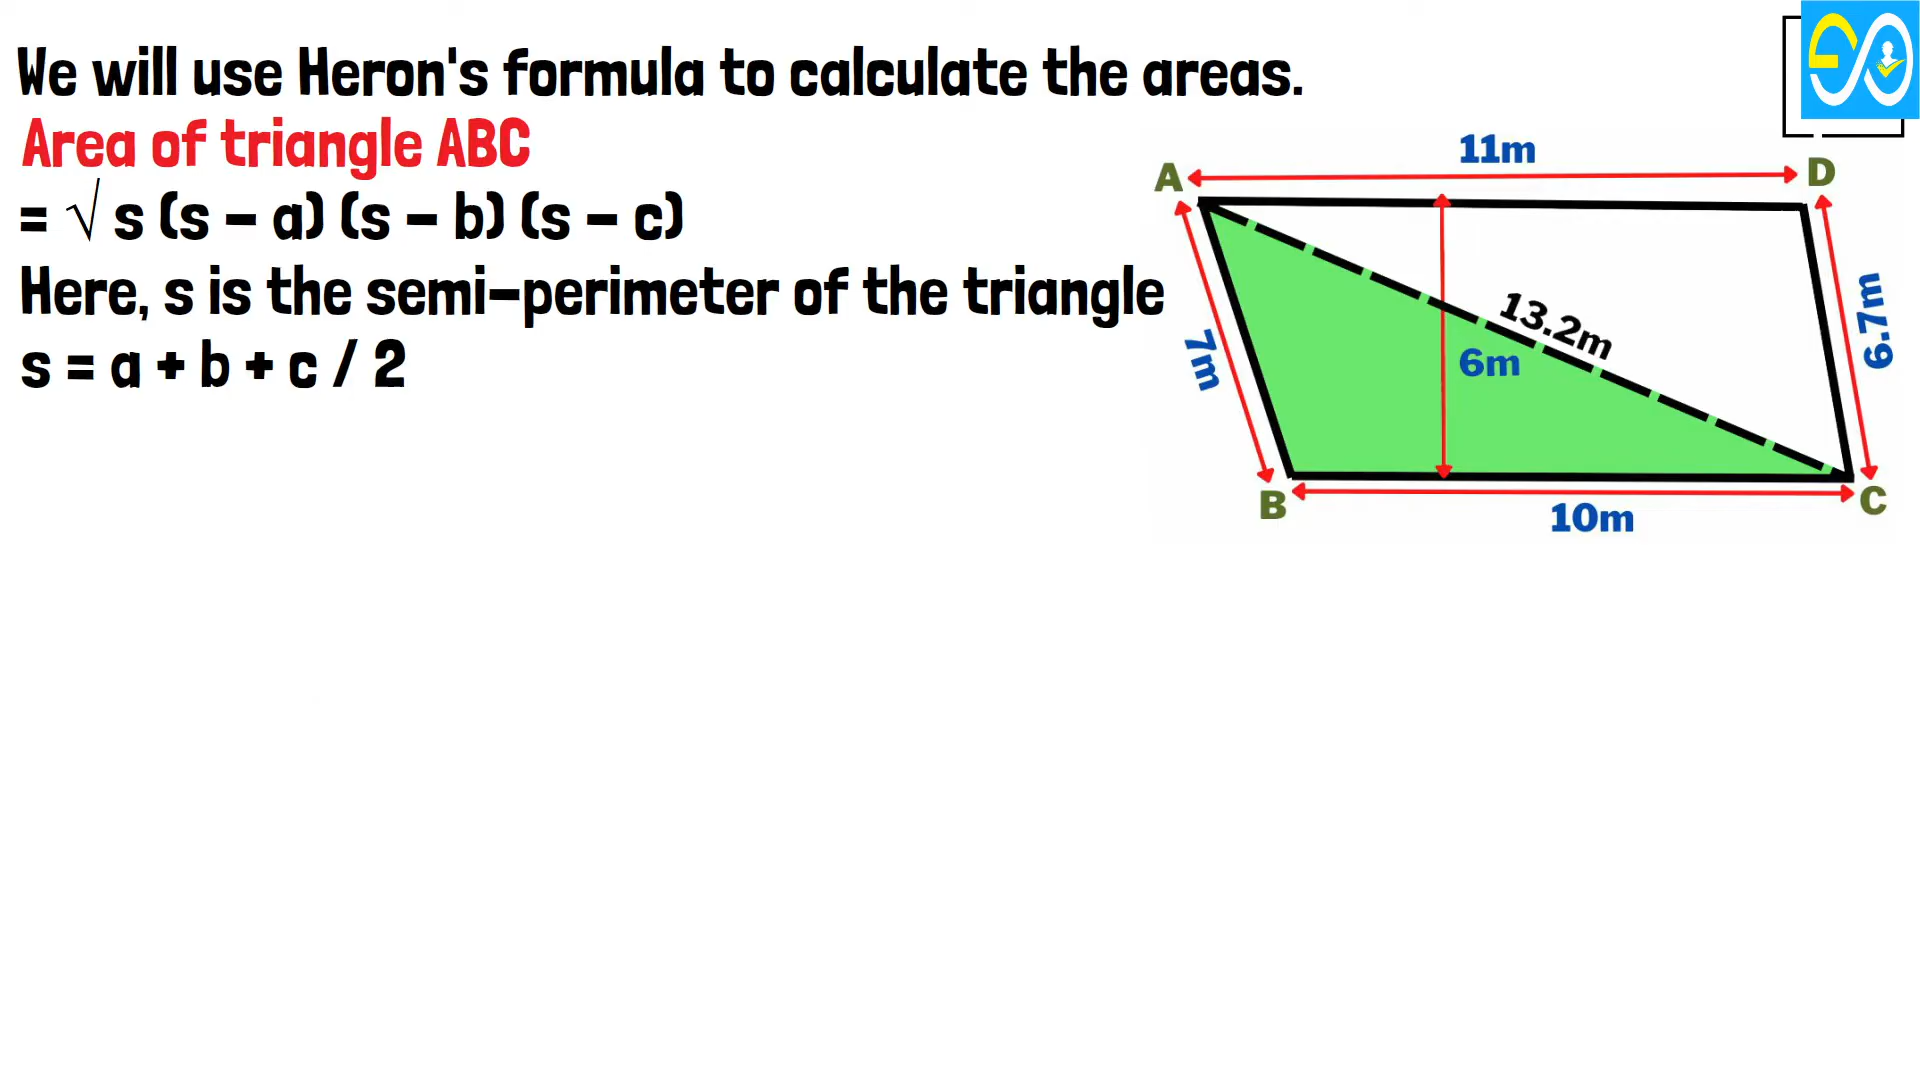 We will use Heron's formula to calculate the areas.
Area of triangle ABC
= √ s (s – a) (s – b) (s – c)
Here, s is the semi-perimeter of the triangle
s = a + b + c / 2
11m
A
D
13.2m
6.7m
7m
6m
B
C
10m